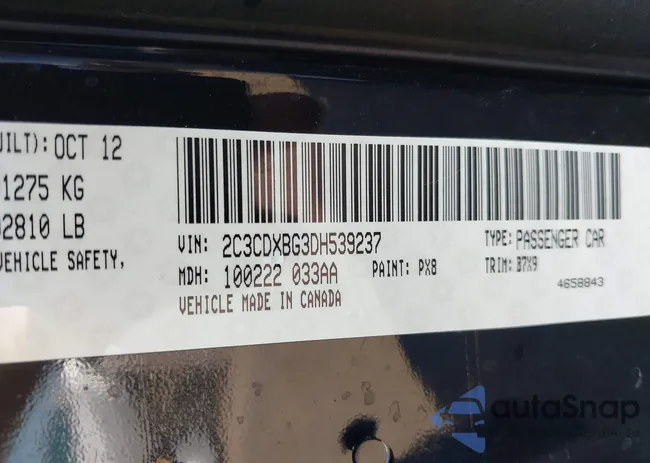 UILT): OCT 12
1275 KG
2810 LB
VEHICLE SAFETY,
VIN: 2C3CDXBG3DH539237
TYPE: PASSENGER CAR
MDH: 100222 033AA
PAINT: PX8
TRIM: B7X9
VEHICLE MADE IN CANADA
4658843
autoSnap